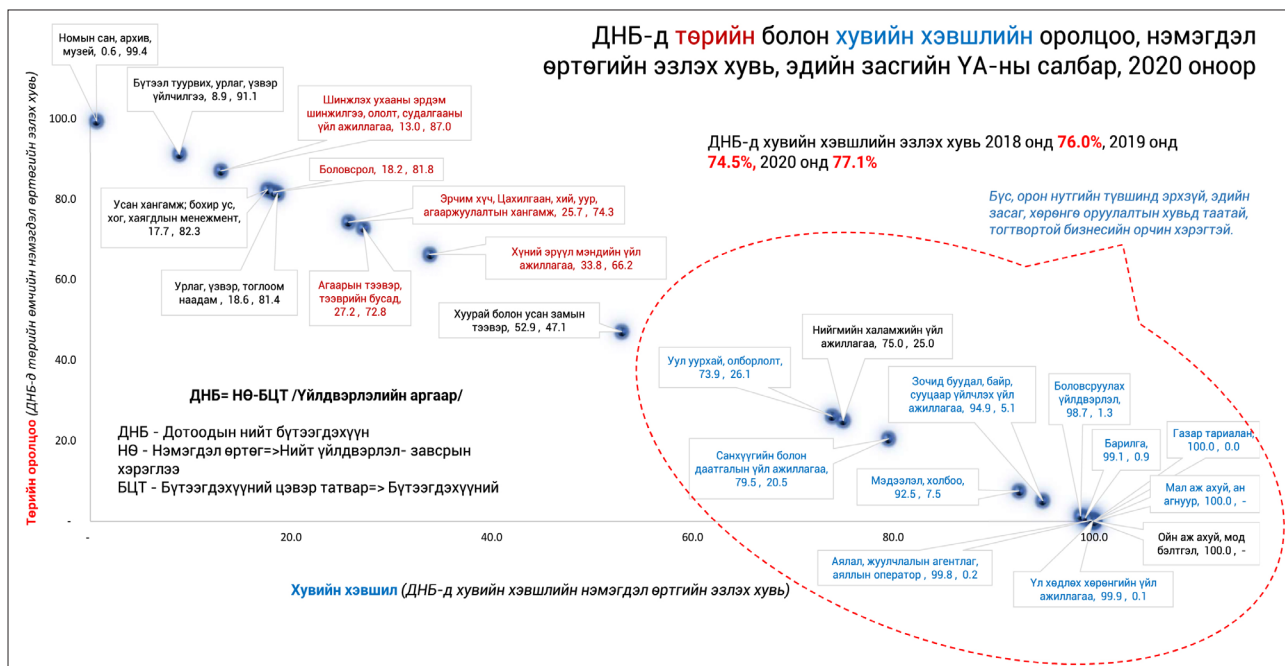 ДНБ-д төрийн болон хувийн хэвшлийн оролцоо, нэмэгдэл
өртөгийн эзлэх хувь, эдийн засгийн ҮА-ны салбар, 2020 оноор
ДНБ-д хувийн хэвшлийн эзлэх хувь 2018 онд 76.0%, 2019 онд
74.5%, 2020 онд 77.1%
Бүс, орон нутгийн түвшинд эрхзүй, эдийн
засаг, хөрөнгө оруулалтын хувьд таатай,
тогтвортой бизнесийн орчин хэрэгтэй.
Төрийн оролцоо (ДНБ-д төрийн өмчийн нэмэгдэл өртөгийн эзлэх хувь)
100.0
80.0
60.0
40.0
20.0
-
Номын сан, архив,
музей, 0.6 , 99.4
Бүтээл туурвих, урлаг, үзвэр
үйлчилгээ, 8.9 , 91.1
Шинжлэх ухааны эрдэм
шинжилгээ, ололт, судалгааны
үйл ажиллагаа, 13.0 , 87.0
Боловсрол, 18.2 , 81.8
Усан хангамж; бохир ус,
хог, хаягдлын менежмент,
17.7 , 82.3
Эрчим хүч, Цахилгаан, хий, уур,
агааржуулалтын хангамж, 25.7 , 74.3
Хүний эрүүл мэндийн үйл
ажиллагаа, 33.8 , 66.2
Урлаг, үзвэр, тоглоом
наадам , 18.6 , 81.4
Агаарын тээвэр,
тээврийн бусад,
27.2 , 72.8
Хуурай болон усан замын
тээвэр, 52.9 , 47.1
Нийгмийн халамжийн үйл
ажиллагаа, 75.0 , 25.0
Уул уурхай, олборлолт,
73.9 , 26.1
Зочид буудал, байр,
сууцаар үйлчлэх үйл
ажиллагаа, 94.9 , 5.1
Боловсруулах
үйлдвэрлэл,
98.7 , 1.3
Барилга,
99.1 , 0.9
Газар тариалан,
100.0 , 0.0
Санхүүгийн болон
даатгалын үйл ажиллагаа,
79.5 , 20.5
Мэдээлэл, холбоо,
92.5 , 7.5
Мал аж ахуй, ан
агнуур, 100.0 , -
Ойн аж ахуй, мод
бэлтгэл, 100.0 , -
Аялал, жуулчлалын агентлаг,
аяллын оператор , 99.8 , 0.2
Үл хөдлөх хөрөнгийн үйл
ажиллагаа, 99.9 , 0.1
ДНБ= НӨ-БЦТ /Үйлдвэрлэлийн аргаар/
ДНБ - Дотоодын нийт бүтээгдэхүүн
НӨ - Нэмэгдэл өртөг=>Нийт үйлдвэрлэл- завсрын
хэрэглээ
БЦТ - Бүтээгдэхүүний цэвэр татвар=> Бүтээгдэхүүний
-
20.0
40.0
60.0
80.0
100.0
Хувийн хэвшил (ДНБ-д хувийн хэвшлийн нэмэгдэл өртгийн эзлэх хувь)